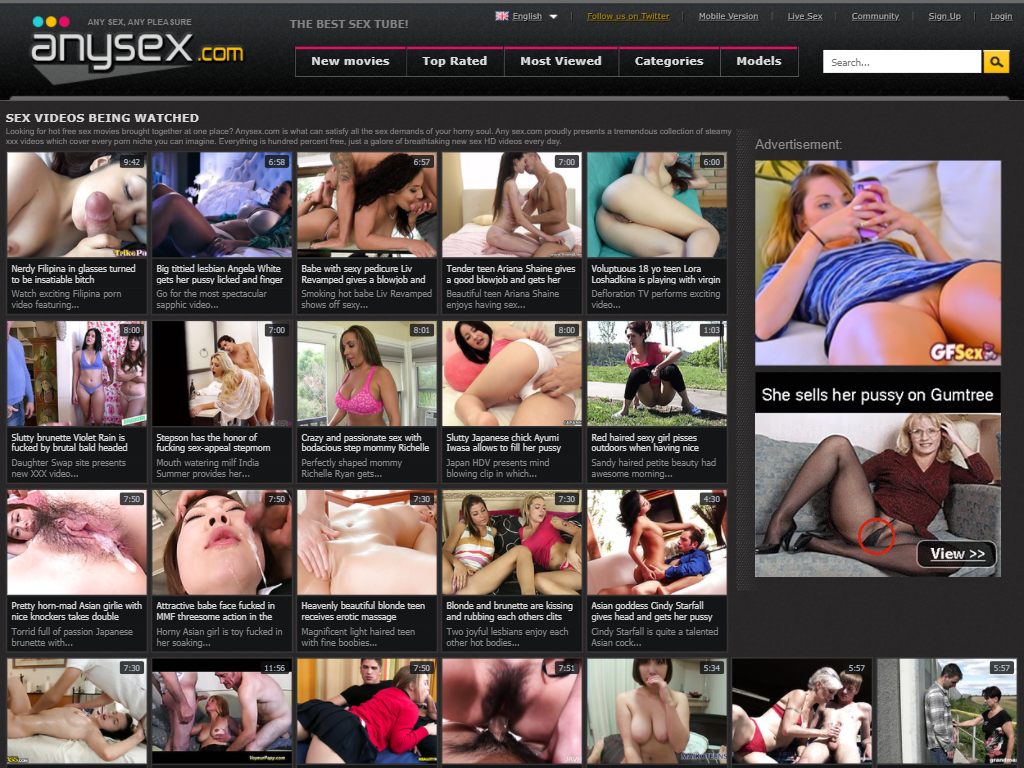 ANY SEX, ANY PLEASURE
anysex.com
THE BEST SEX TUBE!
English
Follow us on Twitter
Mobile Version
Live Sex
Community
Sign Up
Login
New movies
Top Rated
Most Viewed
Categories
Models
Search...
SEX VIDEOS BEING WATCHED
Looking for hot free sex movies brought together at one place? Anysex.com is what can satisfy all the sex demands of your horny soul. Any sex.com proudly presents a tremendous collection of steamy
xxx videos which cover every porn niche you can imagine. Everything is hundred percent free, just a galore of breathtaking new sex HD videos every day.
9:42
Nerdy Filipina in glasses turned
to be insatiable bitch
Watch exciting Filipina porn
video featuring...
6:58
Big tittied lesbian Angela White
gets her pussy licked and finger
Go for the most spectacular
sapphic video...
6:57
Babe with sexy pedicure Liv
Revamped gives a blowjob and
Smoking hot babe Liv Revamped
shows off sexy...
7:00
Tender teen Ariana Shaine gives
a good blowjob and gets her
Beautiful teen Ariana Shaine
enjoys having sex...
6:00
Voluptuous 18 yo teen Lora
Loshadkina is playing with virgin
Defloration TV performs exciting
video...
8:00
Slutty brunette Violet Rain is
fucked by brutal bald headed
Daughter Swap site presents
new XXX video...
7:00
Stepson has the honor of
fucking sex-appeal stepmom
Mouth watering milf India
Summer provides her...
8:01
Crazy and passionate sex with
bodacious step mommy Richelle
Perfectly shaped mommy
Richelle Ryan gets...
8:00
Slutty Japanese chick Ayumi
Iwasa allows to fill her pussy
Japan HDV presents mind
blowing clip in which...
1:03
Red haired sexy girl pisses
outdoors when having nice
Sandy haired petite beauty had
awesome morning...
7:50
Pretty horn-mad Asian girlie with
nice knockers takes double
Torrid full of passion Japanese
brunette with...
7:50
Attractive babe face fucked in
MMF threesome action in the
Horny Asian girl is toy fucked in
her soaking...
7:30
Heavenly beautiful blonde teen
receives erotic massage
Magnificent light haired teen
with fine boobies...
7:30
Blonde and brunette are kissing
and rubbing each others clits
Two joyful lesbians enjoy each
other hot bodies...
4:30
Asian goddess Cindy Starfall
gives head and gets her pussy
Cindy Starfall is quite a talented
Asian cock...
7:30
11:56
7:50
7:51
5:34
5:57
5:57
Advertisement:
GFSex
She sells her pussy on Gumtree
View >>